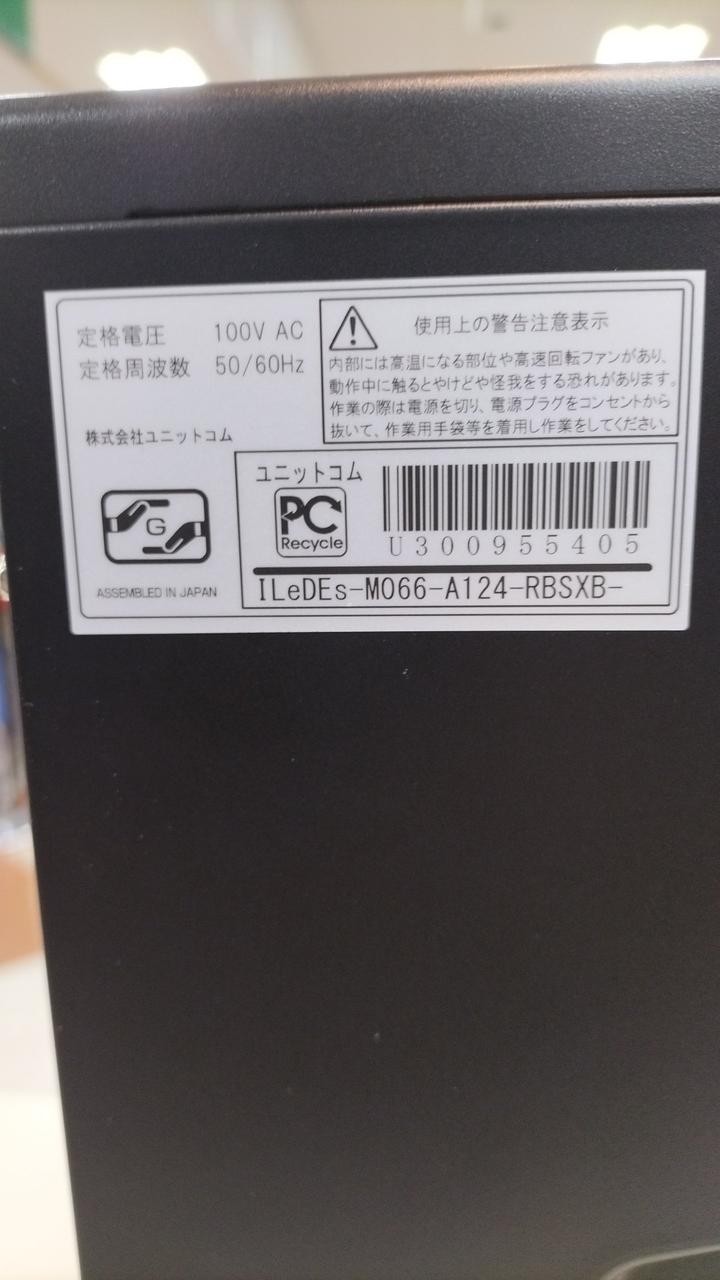 定格電圧 100V AC
定格周波数 50/60Hz
株式会社ユニットコム
G
ASSEMBLED IN JAPAN
使用上の警告注意表示
内部には高温になる部位や高速回転ファンがあり、
動作中に触るとやけどや怪我をする恐れがあります。
作業の際は電源を切り、電源プラグをコンセントから
抜いて、作業用手袋等を着用し作業をしてください。
ユニットコム
PC
Recycle
U300955405
ILeDEs-M066-A124-RBSXB-